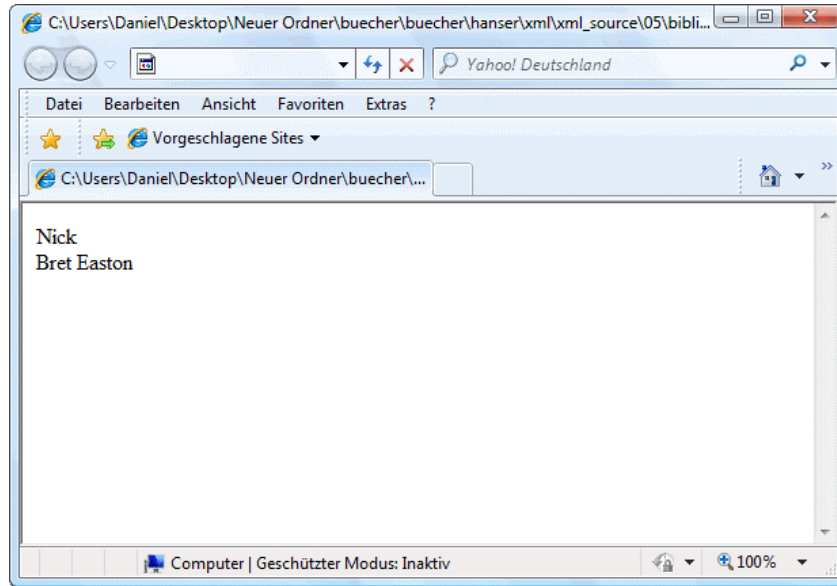 C:\Users\Daniel\Desktop\Neuer Ordner\buecher\buecher\hanser\xml\xml_source\05\bibli...
Yahoo! Deutschland
Datei Bearbeiten Ansicht Favoriten Extras ?
Vorgeschlagene Sites
C:\Users\Daniel\Desktop\Neuer Ordner\buecher\...
Nick
Bret Easton
Computer | Geschützter Modus: Inaktiv 100%